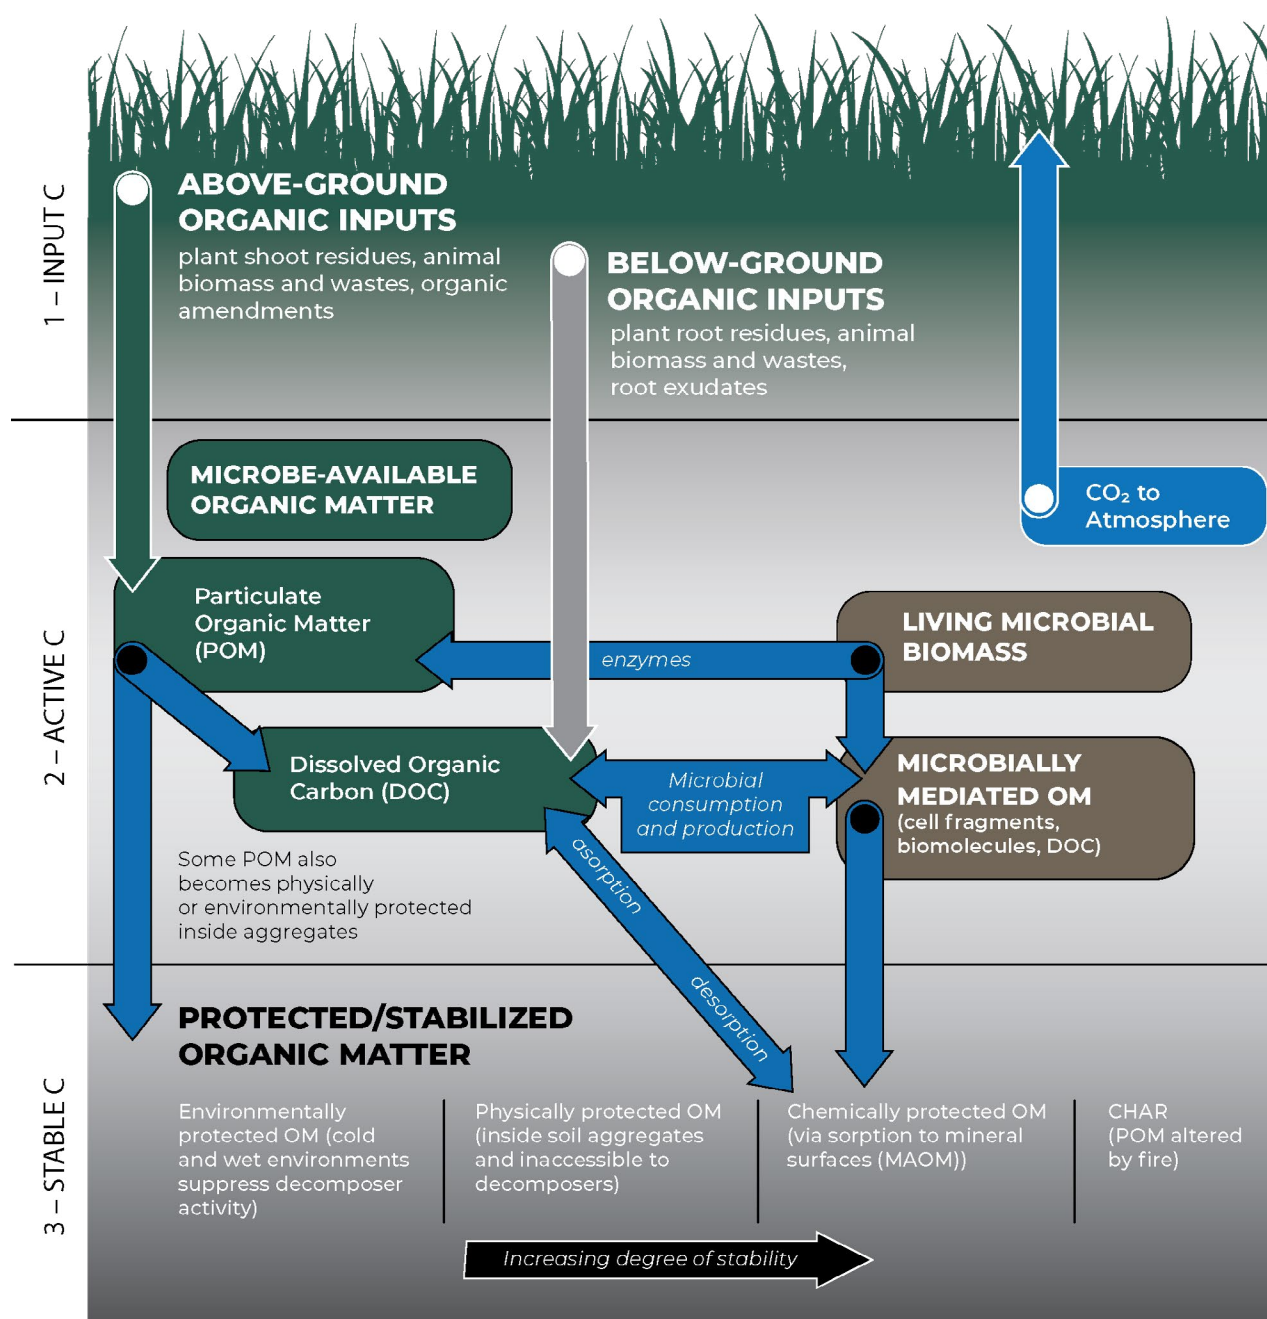 1 – INPUT C
ABOVE-GROUND
ORGANIC INPUTS
plant shoot residues, animal
biomass and wastes, organic
amendments
BELOW-GROUND
ORGANIC INPUTS
plant root residues, animal
biomass and wastes,
root exudates
2 – ACTIVE C
MICROBE-AVAILABLE
ORGANIC MATTER
CO₂ to
Atmosphere
Particulate
Organic Matter
(POM)
enzymes
LIVING MICROBIAL
BIOMASS
Dissolved Organic
Carbon (DOC)
Microbial
consumption
and production
MICROBIALLY
MEDIATED OM
(cell fragments,
biomolecules, DOC)
Some POM also
becomes physically
or environmentally protected
inside aggregates
asorption
desorption
3 – STABLE C
PROTECTED/STABILIZED
ORGANIC MATTER
Environmentally
protected OM (cold
and wet environments
suppress decomposer
activity)
Physically protected OM
(inside soil aggregates
and inaccessible to
decomposers)
Chemically protected OM
(via sorption to mineral
surfaces (MAOM))
CHAR
(POM altered
by fire)
Increasing degree of stability